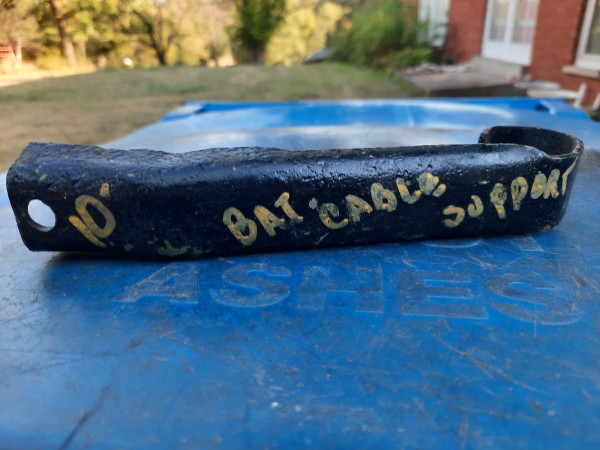 10' BAT CABLE SUPPORT
ASHES